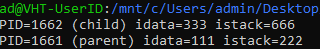 ad@VHT-UserID:/mnt/c/Users/admin/Desktop
PID=1662 (child) idata=333 istack=666
PID=1661 (parent) idata=111 istack=222